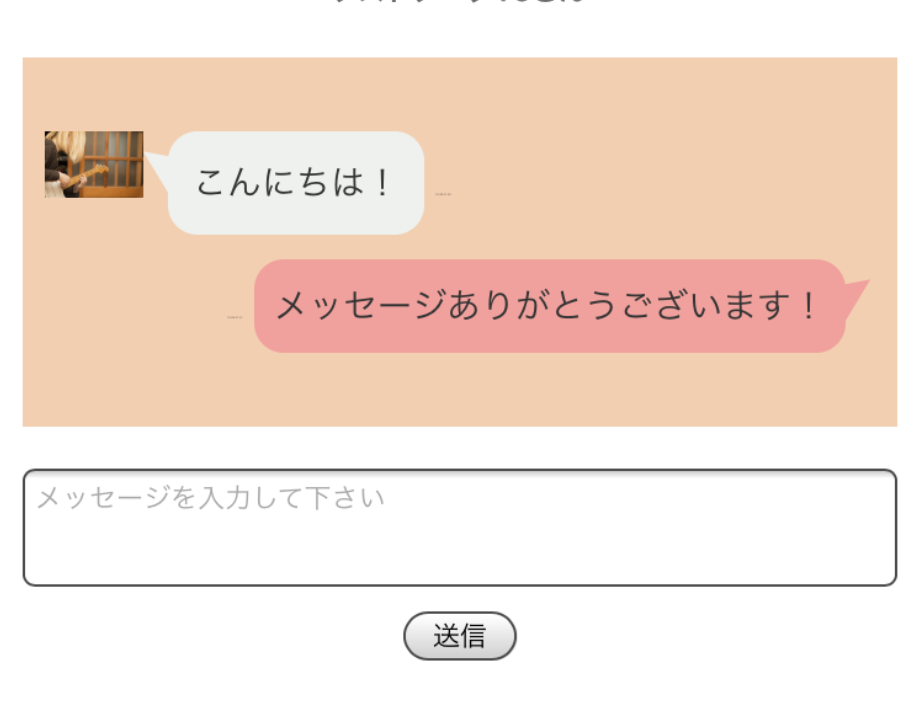 こんにちは！
メッセージありがとうございます！
メッセージを入力して下さい
送信